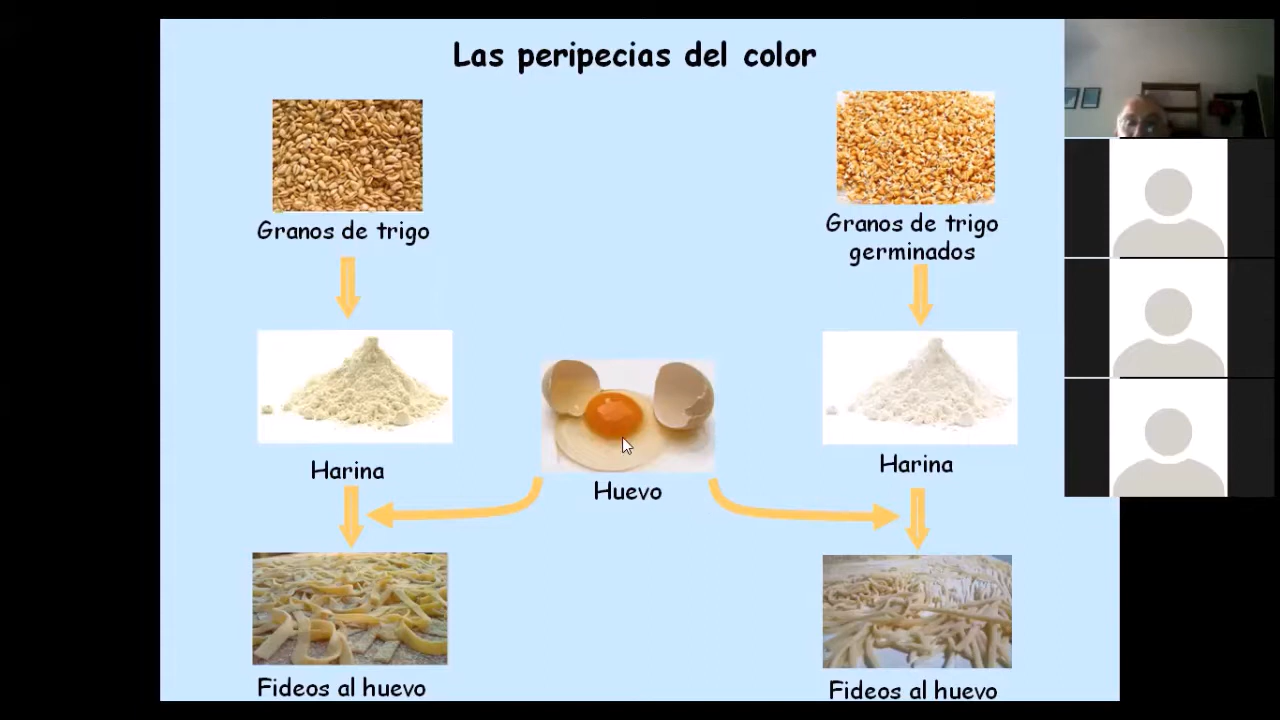 Las peripecias del color
Granos de trigo
Granos de trigo
germinados
Harina
Huevo
Harina
Fideos al huevo
Fideos al huevo